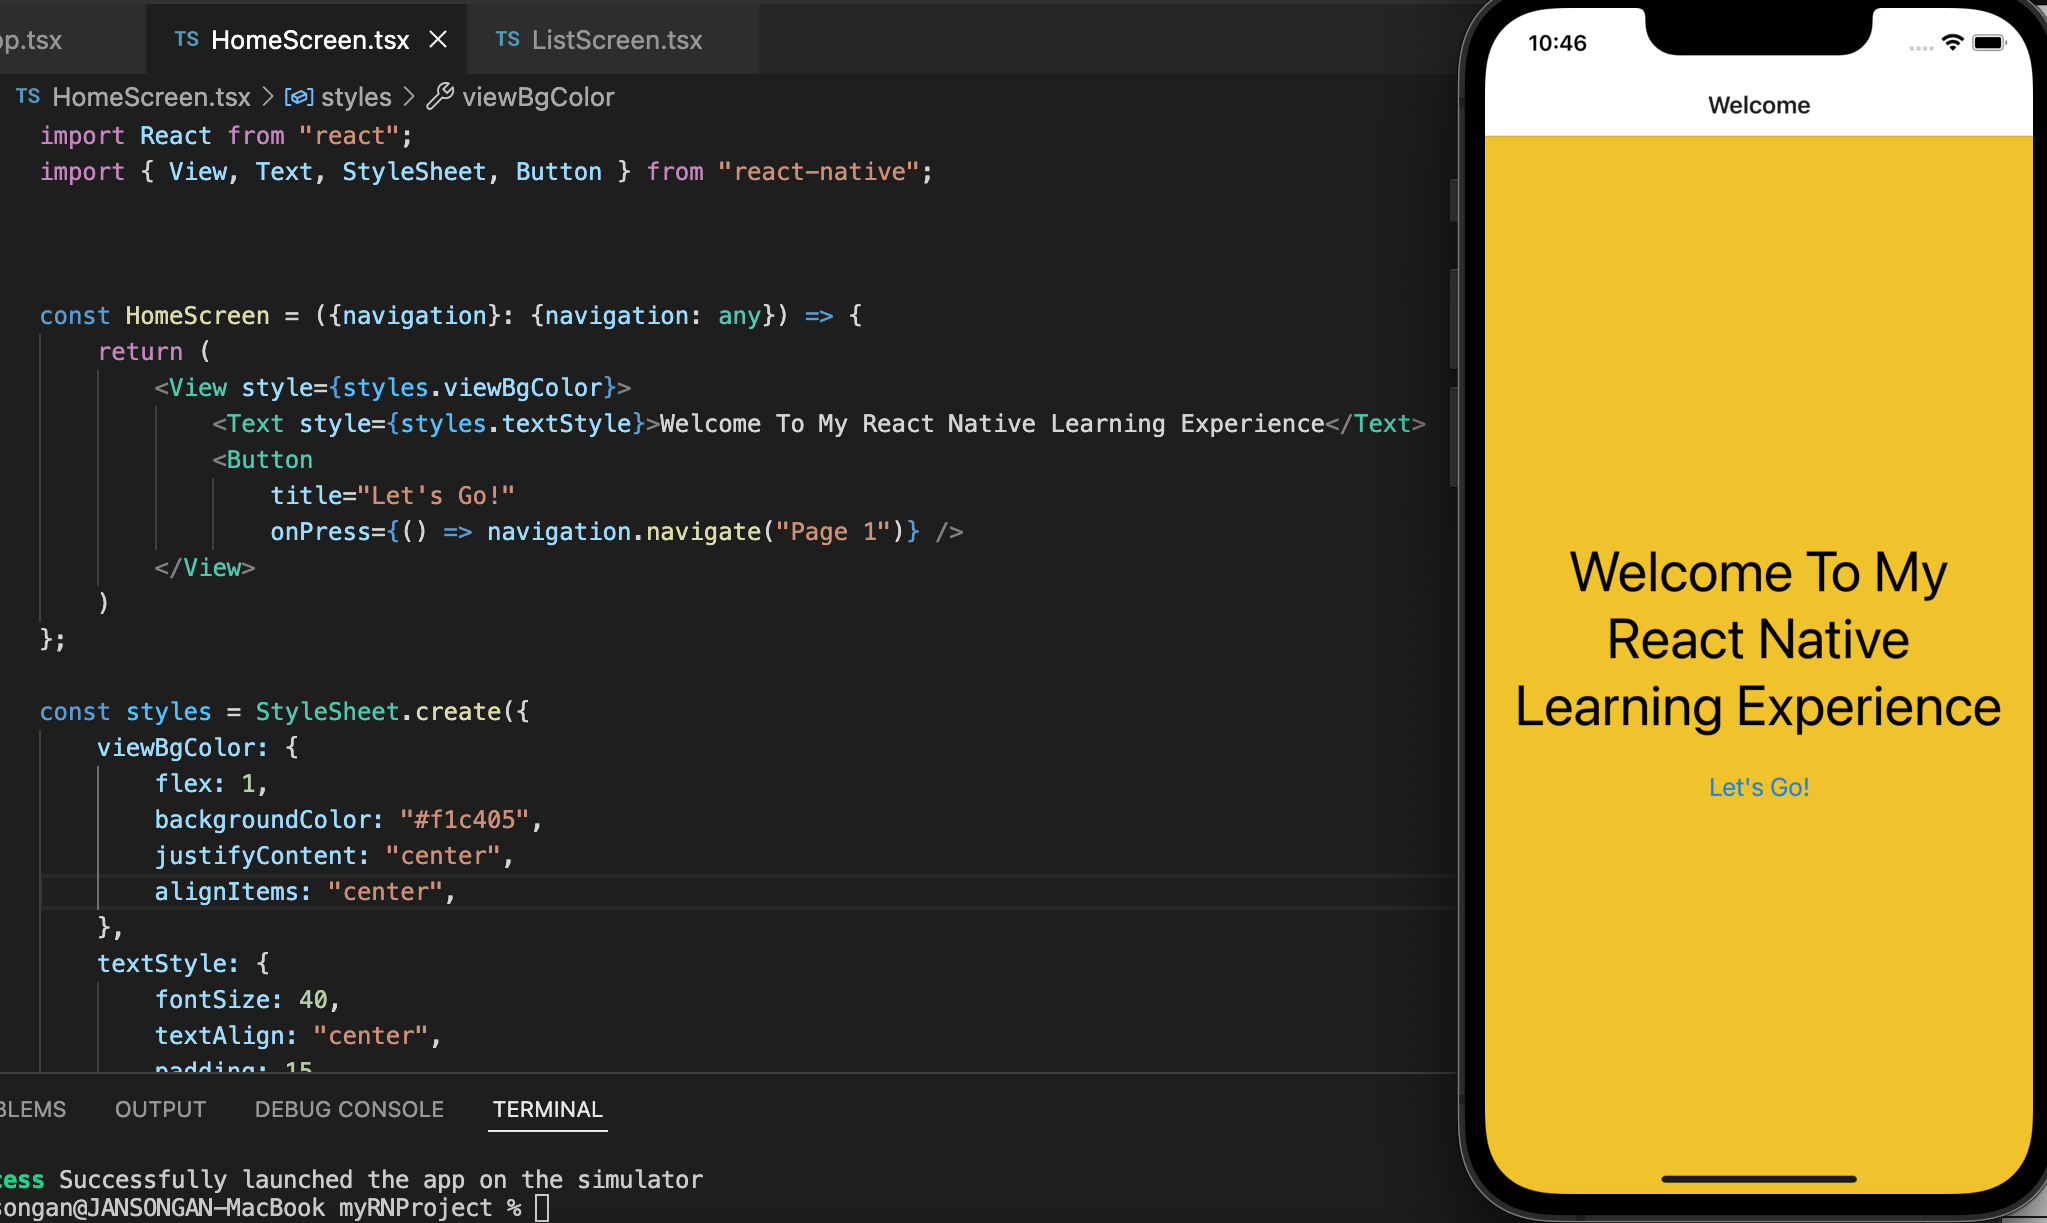 pp.tsx TS HomeScreen.tsx TS ListScreen.tsx
TS HomeScreen.tsx > styles > viewBgColor
import React from "react";
import { View, Text, StyleSheet, Button } from "react-native";
const HomeScreen = ({navigation}: {navigation: any}) => {
return (
<View style={styles.viewBgColor}>
<Text style={styles.textStyle}>Welcome To My React Native Learning Experience</Text>
<Button
title="Let's Go!"
onPress={() => navigation.navigate("Page 1")} />
</View>
)
};
const styles = StyleSheet.create({
viewBgColor: {
flex: 1,
backgroundColor: "#f1c405",
justifyContent: "center",
alignItems: "center",
},
textStyle: {
fontSize: 40,
textAlign: "center",
padding: 15
BLEMS OUTPUT DEBUG CONSOLE TERMINAL
cess Successfully launched the app on the simulator
songan@JANSONGAN-MacBook myRNProject %
10:46
Welcome
Welcome To My
React Native
Learning Experience
Let's Go!